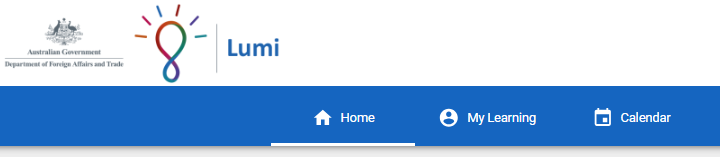 Australian Government
Department of Foreign Affairs and Trade
Lumi
Home
My Learning
Calendar